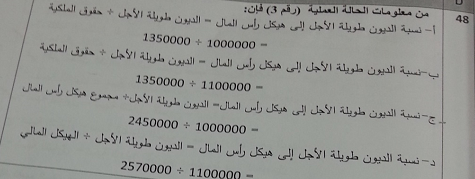 48
من معلومات الحالة العملية (رقم 3) فإن:
أ- نسبة الديون طويلة الأجل إلى هيكل رأس المال = الديون طويلة الأجل ÷ حقوق الملكية
= 1000000 ÷ 1350000
ب- نسبة الديون طويلة الأجل إلى هيكل رأس المال = الديون طويلة الأجل ÷ حقوق الملكية
= 1100000 ÷ 1350000
ج- نسبة الديون طويلة الأجل إلى هيكل رأس المال= الديون طويلة الأجل÷ مجموع هيكل رأس المال
= 1000000 ÷ 2450000
د- نسبة الديون طويلة الأجل إلى هيكل رأس المال = الديون طويلة الأجل ÷ الهيكل المالي
= 1100000 ÷ 2570000